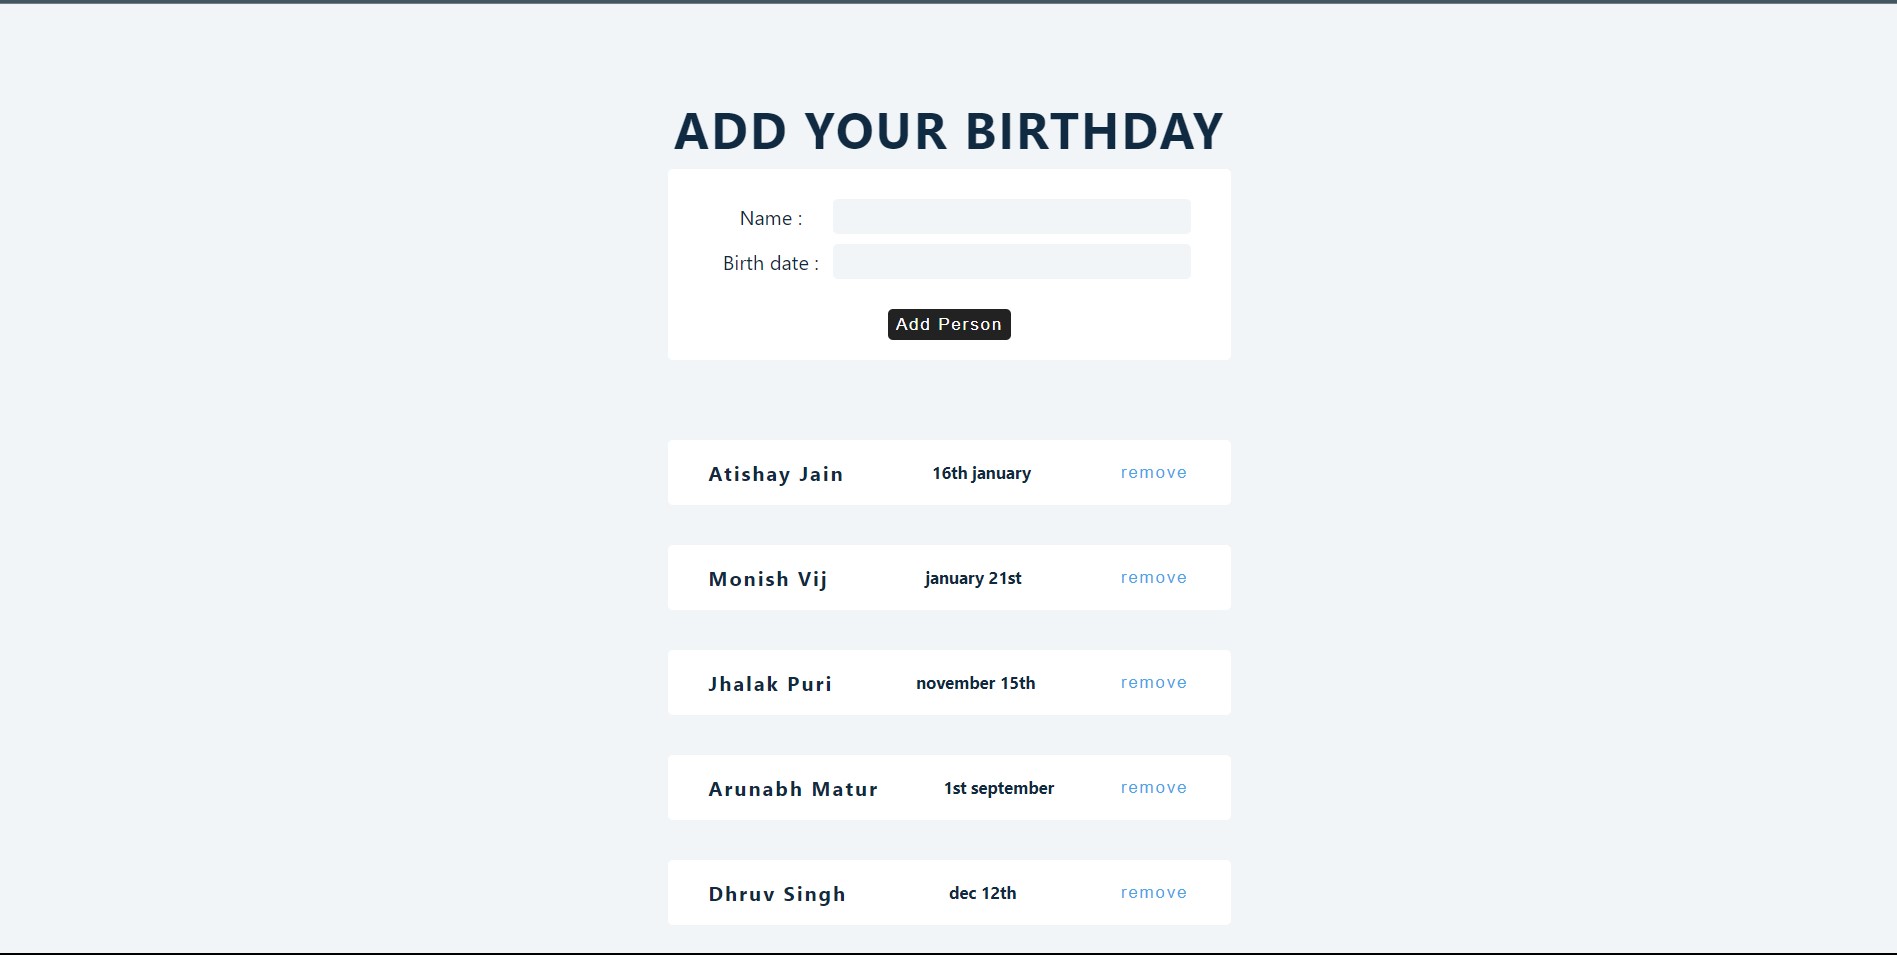 ADD YOUR BIRTHDAY
Name :
Birth date :
Add Person
Atishay Jain 16th january remove
Monish Vij january 21st remove
Jhalak Puri november 15th remove
Arunabh Matur 1st september remove
Dhruv Singh dec 12th remove